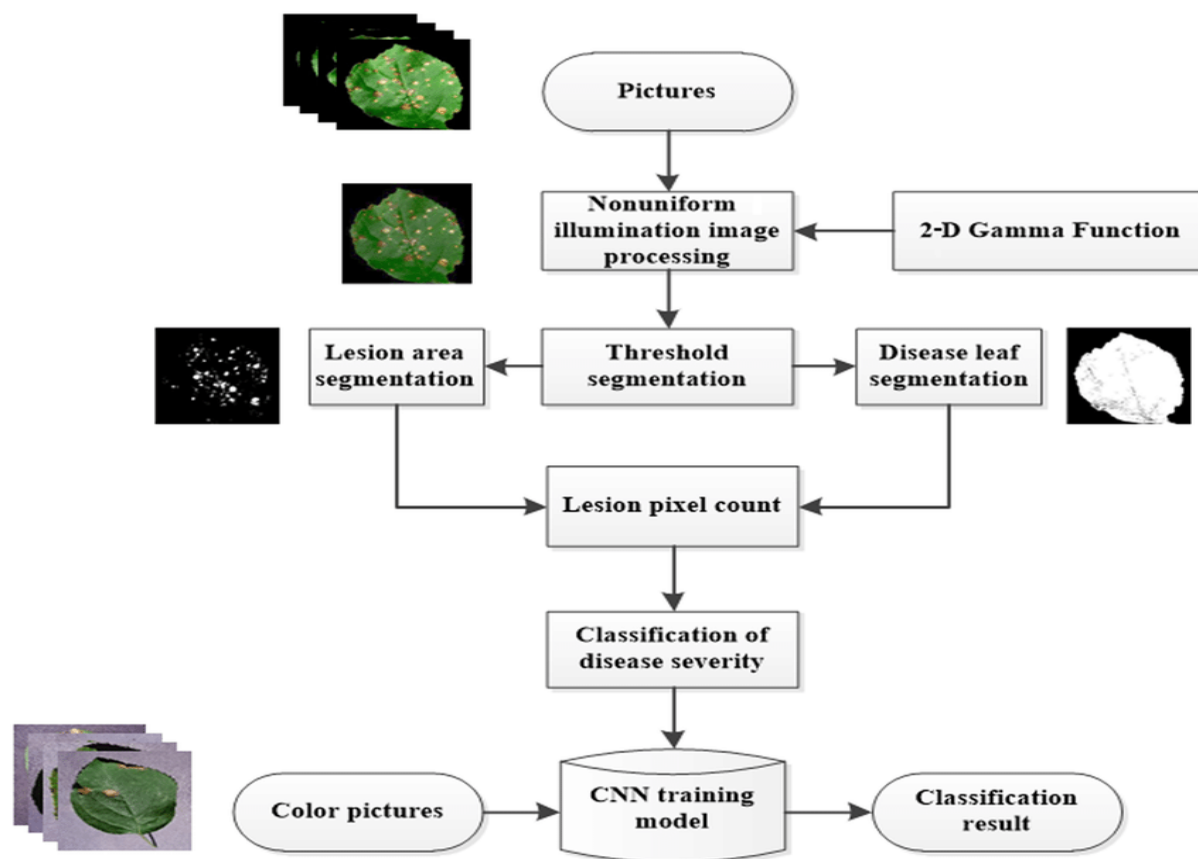 Pictures
Nonuniform
illumination image
processing
2-D Gamma Function
Lesion area
segmentation
Threshold
segmentation
Disease leaf
segmentation
Lesion pixel count
Classification of
disease severity
Color pictures
CNN training
model
Classification
result